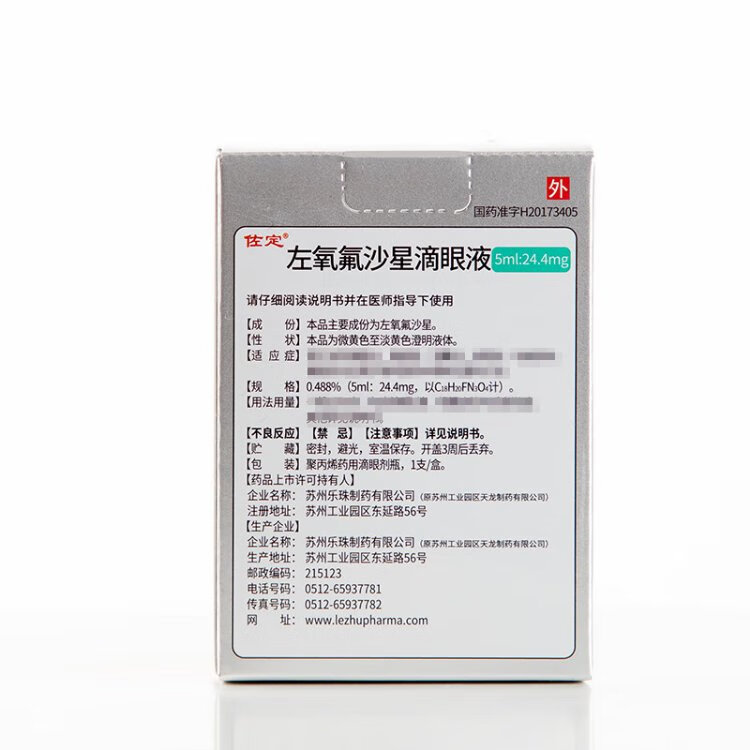 外
国药准字H20173405
佐定®
左氧氟沙星滴眼液 5ml:24.4mg
请仔细阅读说明书并在医师指导下使用
【成 份】本品主要成份为左氧氟沙星。
【性 状】本品为微黄色至淡黄色澄明液体。
【适 应 症】
【规 格】0.488%（5ml：24.4mg，以C₁₈H₂₀FN₃O₄计）。
【用法用量】
【不良反应】【禁 忌】【注意事项】详见说明书。
【贮 藏】密封，避光，室温保存。开盖3周后丢弃。
【包 装】聚丙烯药用滴眼剂瓶，1支/盒。
【药品上市许可持有人】
企业名称： 苏州乐珠制药有限公司（原苏州工业园区天龙制药有限公司）
注册地址： 苏州工业园区东延路56号
【生产企业】
企业名称： 苏州乐珠制药有限公司（原苏州工业园区天龙制药有限公司）
生产地址： 苏州工业园区东延路56号
邮政编码： 215123
电话号码： 0512-65937781
传真号码： 0512-65937782
网 址： www.lezhupharma.com